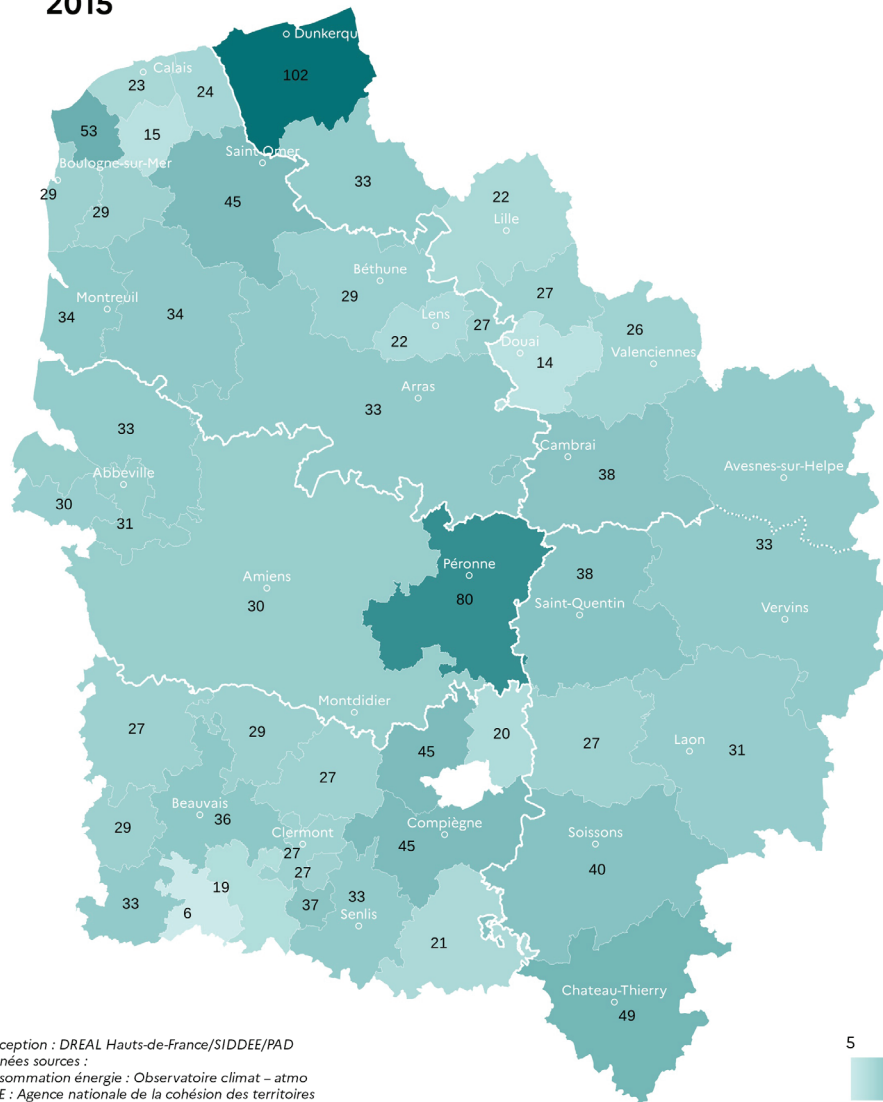 2015
Dunkerqu
Calais
102
23
24
53
15
Saint-Omer
Boulogne-sur-Mer
33
29
45
22
29
Lille
Béthune
29
27
Montreuil
34
34
Lens
27
26
22
Douai
Valenciennes
14
Arras
33
33
Cambrai
Avesnes-sur-Helpe
Abbeville
38
30
31
33
Péronne
38
Amiens
80
Saint-Quentin
30
Vervins
Montdidier
27
29
20
Laon
27
31
45
27
Beauvais
36
Compiègne
29
Clermont
Soissons
45
27
40
27
19
33
33
37
6
Senlis
21
Chateau-Thierry
49
ception : DREAL Hauts-de-France/SIDDEE/PAD
nées sources :
sommation énergie : Observatoire climat – atmo
E : Agence nationale de la cohésion des territoires
5